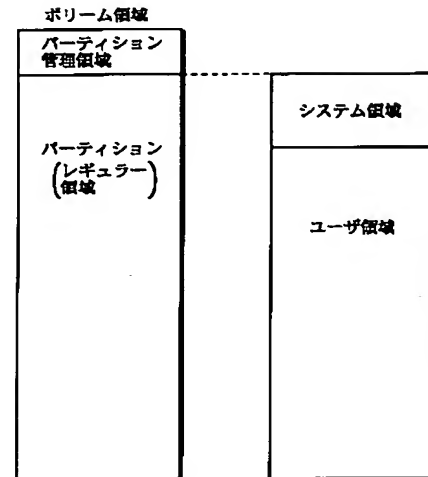 ボリーム領域
パーティション
管理領域
パーティション
(レギュラー
領域)
システム領域
ユーザ領域